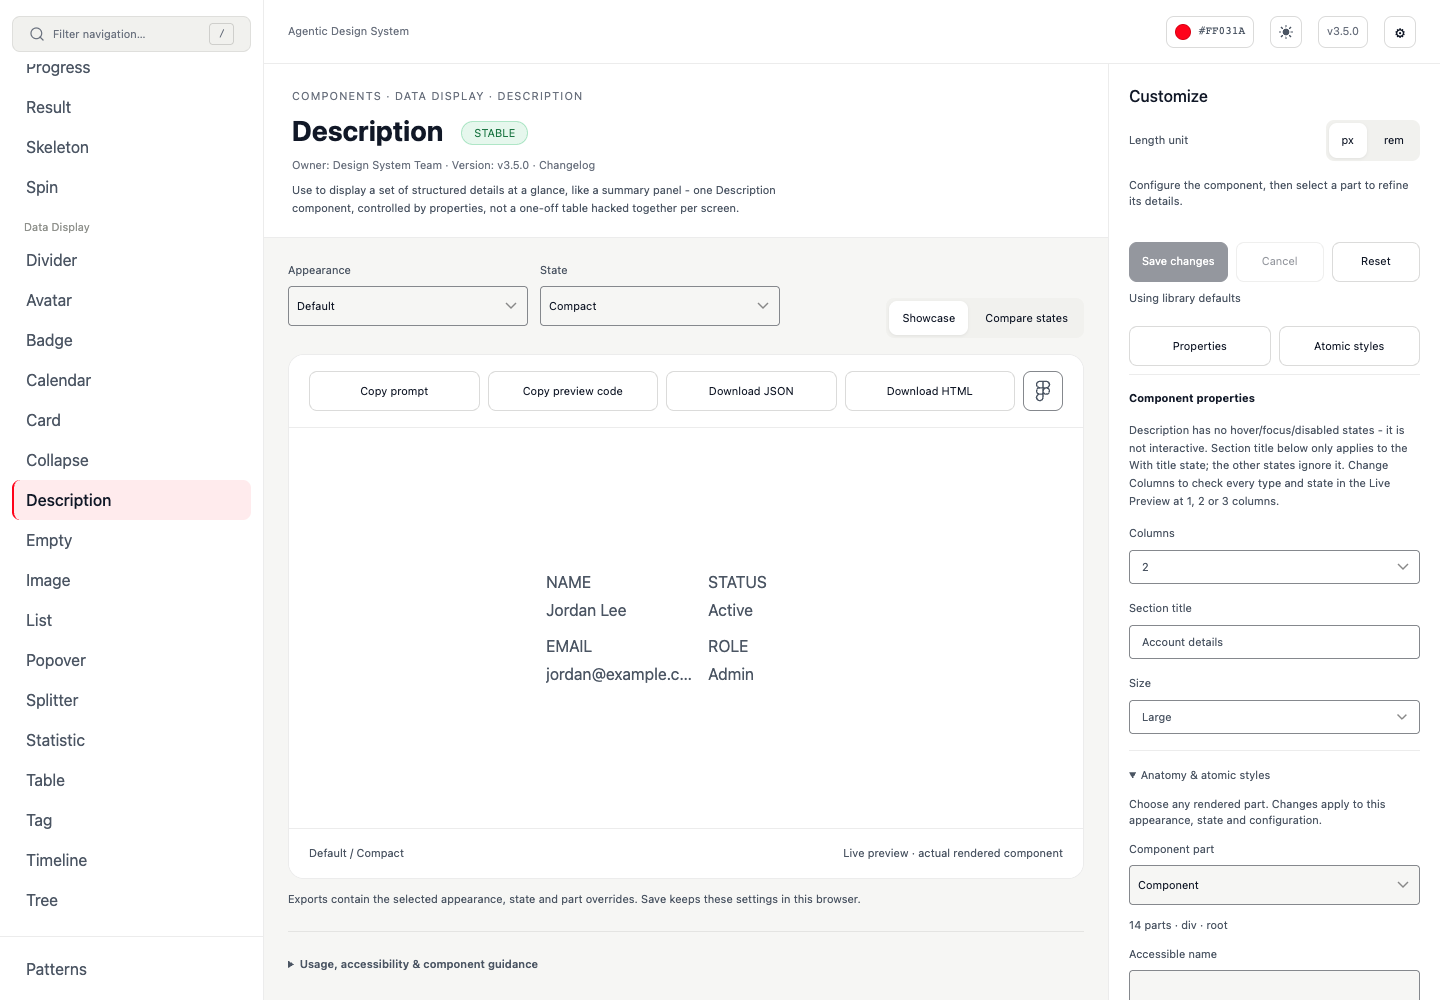 Filter navigation...
/
Progress
Result
Skeleton
Spin
Data Display
Divider
Avatar
Badge
Calendar
Card
Collapse
Description
Empty
Image
List
Popover
Splitter
Statistic
Table
Tag
Timeline
Tree
Patterns
Agentic Design System
#FF031A
v3.5.0
COMPONENTS · DATA DISPLAY · DESCRIPTION
Description
STABLE
Owner: Design System Team · Version: v3.5.0 · Changelog
Use to display a set of structured details at a glance, like a summary panel - one Description
component, controlled by properties, not a one-off table hacked together per screen.
Appearance
State
Default
Compact
Showcase
Compare states
Copy prompt
Copy preview code
Download JSON
Download HTML
NAME
STATUS
Jordan Lee
Active
EMAIL
ROLE
jordan@example.c...
Admin
Default / Compact
Live preview · actual rendered component
Exports contain the selected appearance, state and part overrides. Save keeps these settings in this browser.
Usage, accessibility & component guidance
Customize
Length unit
px
rem
Configure the component, then select a part to refine
its details.
Save changes
Cancel
Reset
Using library defaults
Properties
Atomic styles
Component properties
Description has no hover/focus/disabled states - it is
not interactive. Section title below only applies to the
With title state; the other states ignore it. Change
Columns to check every type and state in the Live
Preview at 1, 2 or 3 columns.
Columns
2
Section title
Account details
Size
Large
Anatomy & atomic styles
Choose any rendered part. Changes apply to this
appearance, state and configuration.
Component part
Component
14 parts · div · root
Accessible name